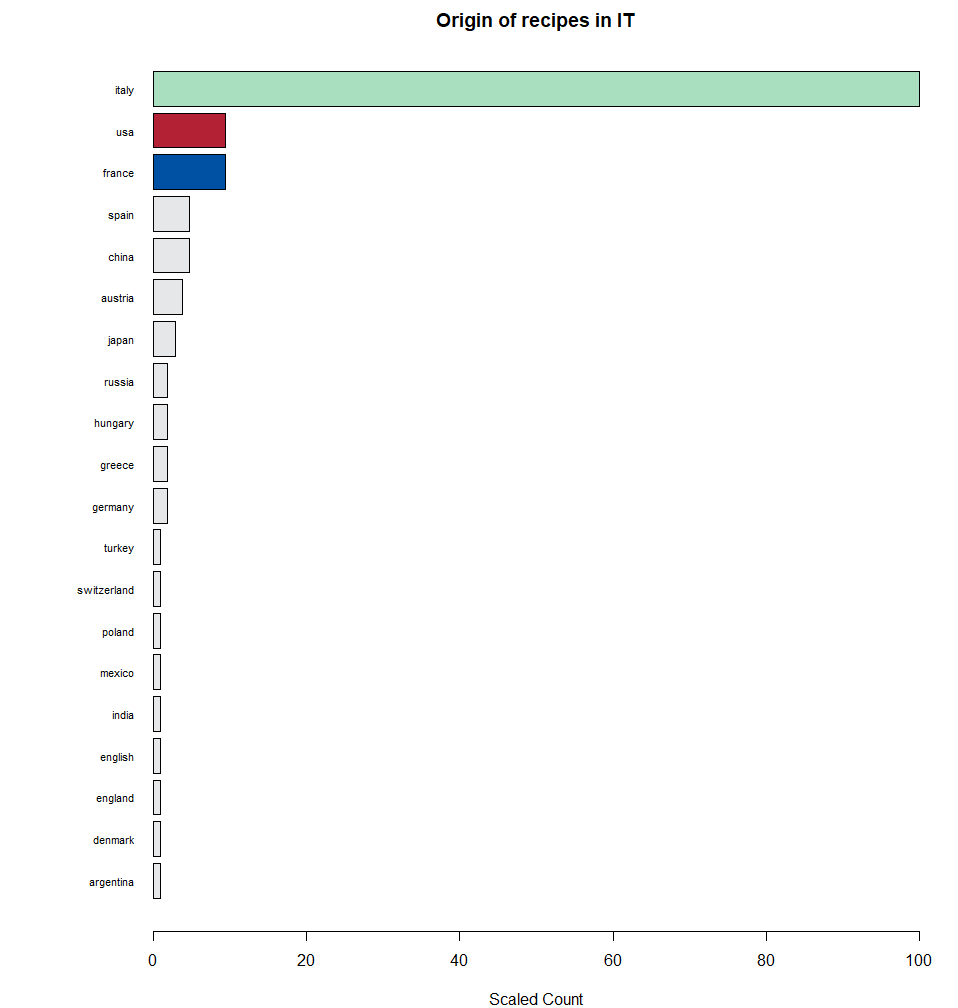 Origin of recipes in IT
italy
usa
france
spain
china
austria
japan
russia
hungary
greece
germany
turkey
switzerland
poland
mexico
india
english
england
denmark
argentina
0 20 40 60 80 100
Scaled Count